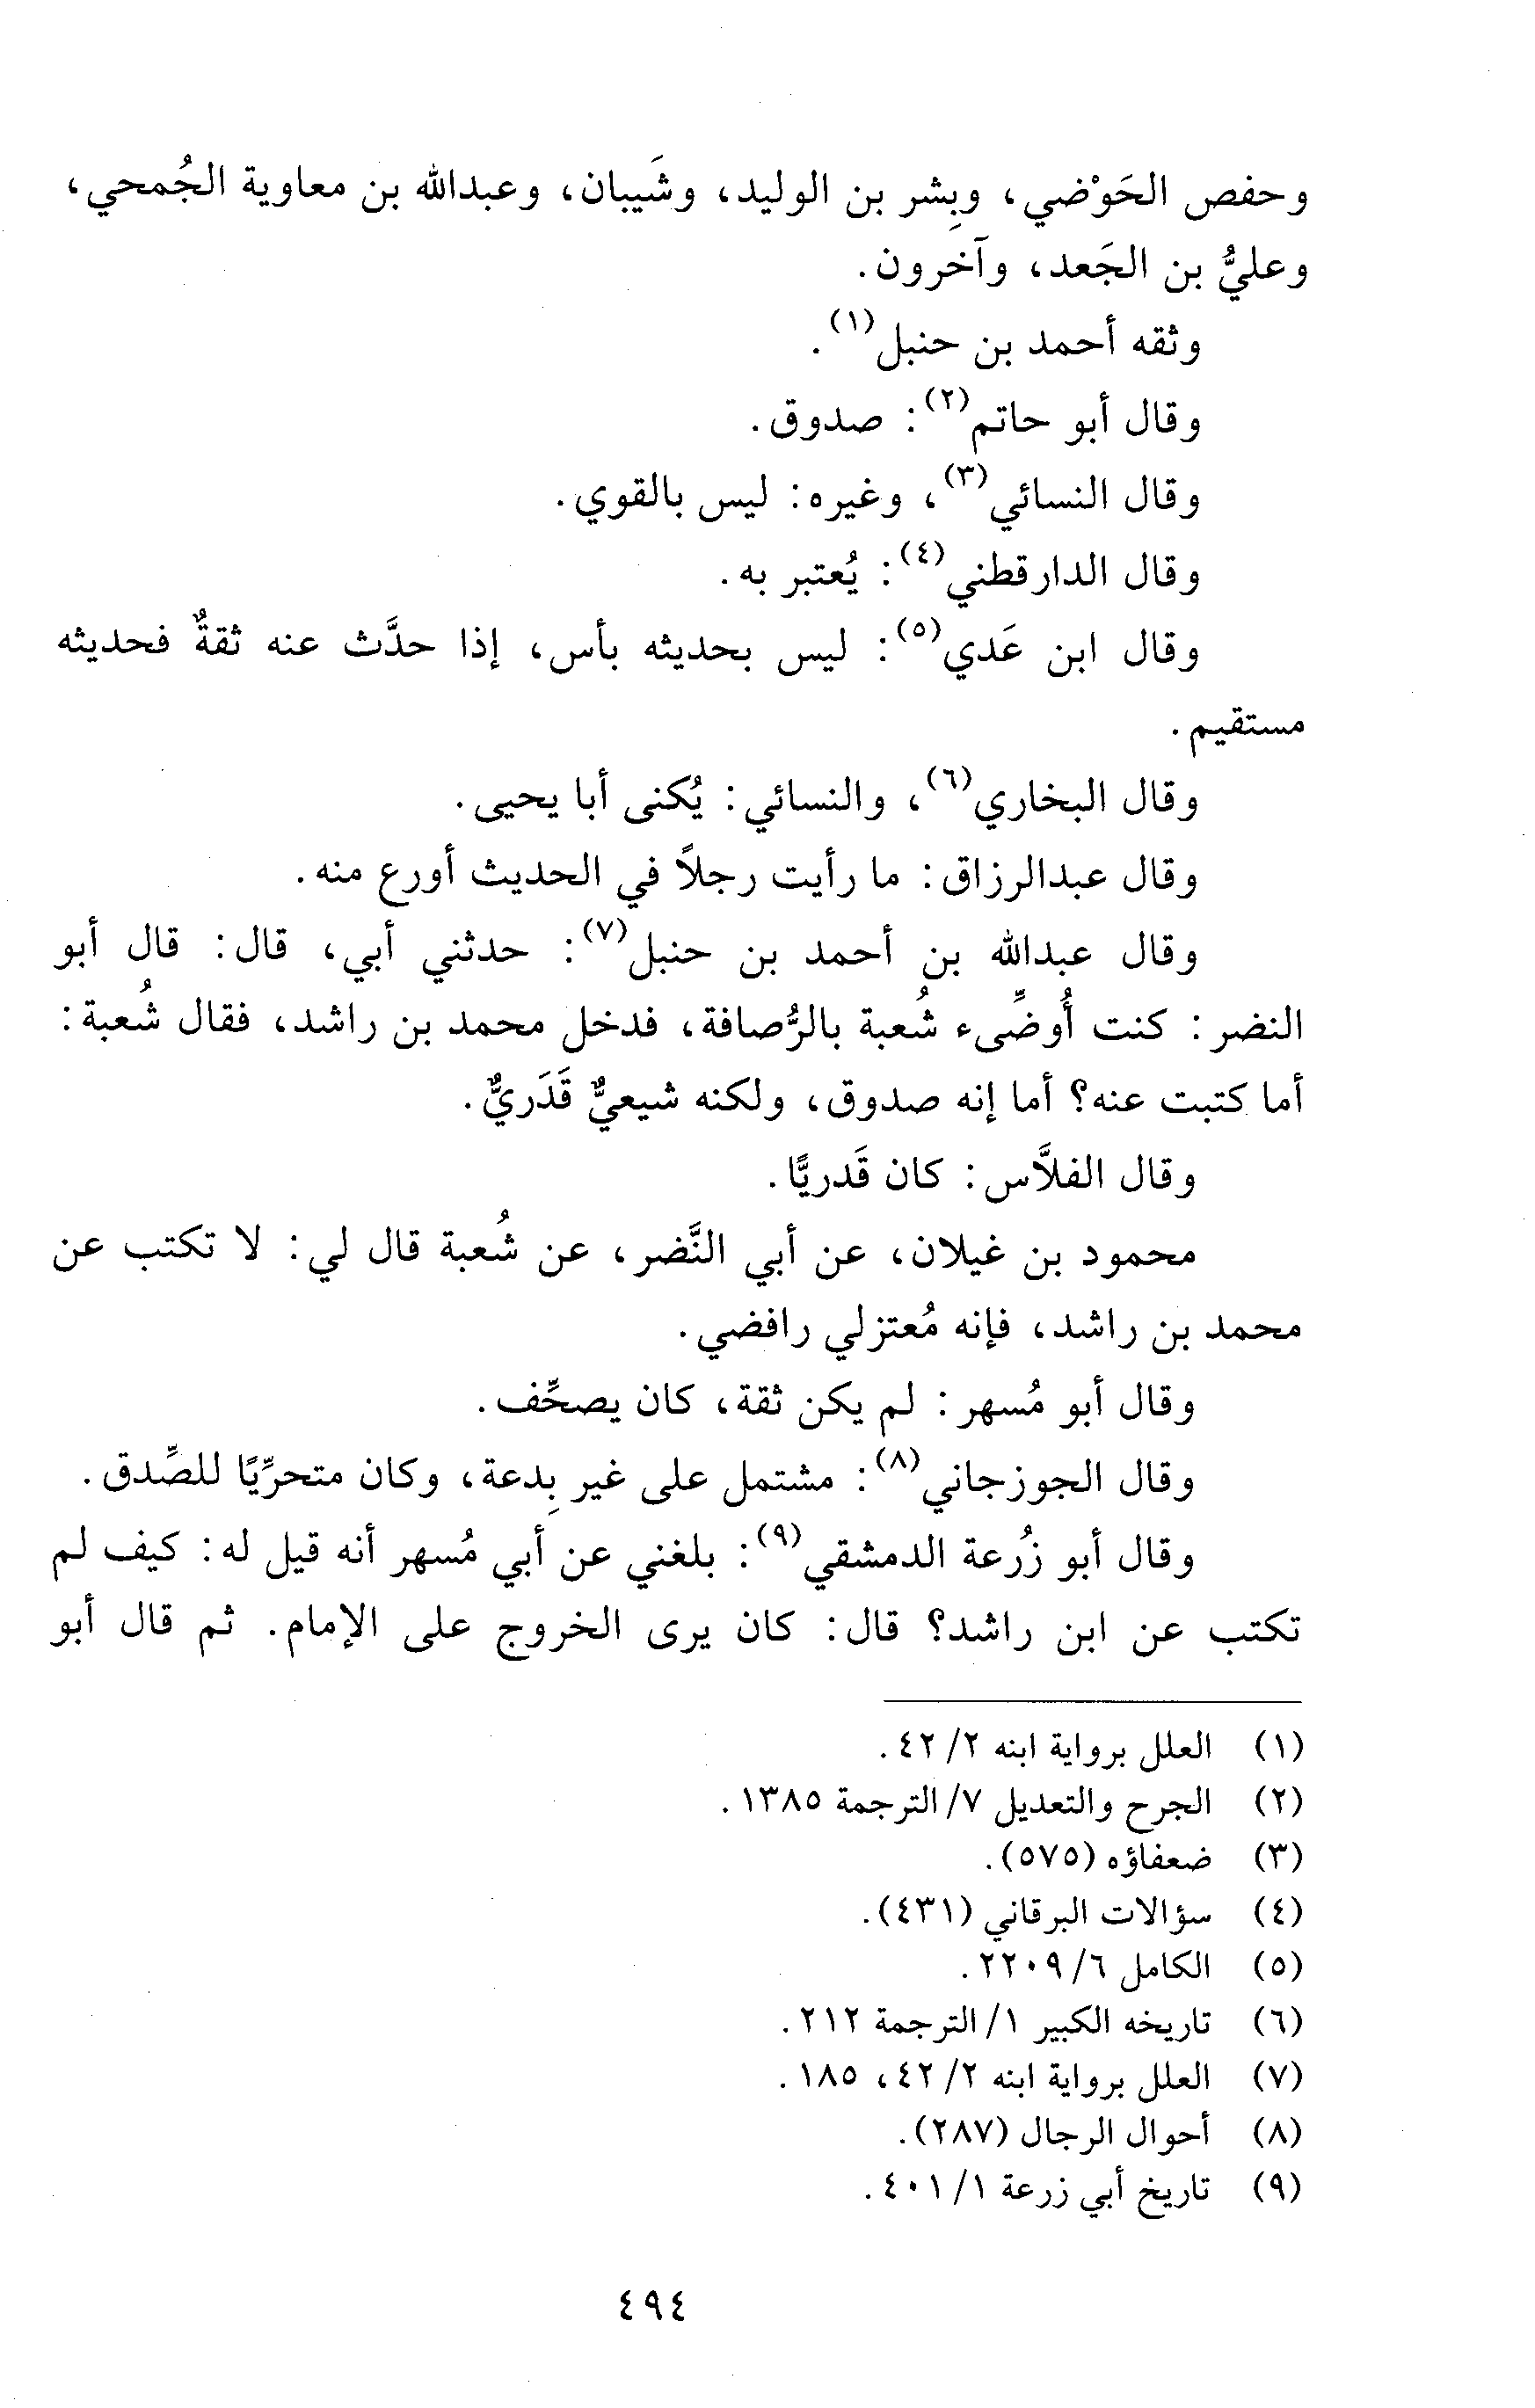 وحفص الحَوْضي، وبِشر بن الوليد، وشَيبان، وعبدالله بن معاوية الجُمحي،
وعليُّ بن الجَعد، وآخرون.
وثقه أحمد بن حنبل(١).
وقال أبو حاتم(٢): صدوق.
وقال النسائي(٣)، وغيره: ليس بالقوي.
وقال الدارقطني(٤): يُعتبر به.
وقال ابن عَدي(٥): ليس بحديثه بأس، إذا حدَّث عنه ثقةٌ فحديثه
مستقيم.
وقال البخاري(٦)، والنسائي: يُكنى أبا يحيى.
وقال عبدالرزاق: ما رأيت رجلاً في الحديث أورع منه.
وقال عبدالله بن أحمد بن حنبل(٧): حدثني أبي، قال: قال أبو
النضر: كنت أُوضِّىء شُعبة بالرُّصافة، فدخل محمد بن راشد، فقال شُعبة:
أما كتبت عنه؟ أما إنه صدوق، ولكنه شيعيٌّ قَدَريٌّ.
وقال الفلاَّس: كان قَدريًّا.
محمود بن غيلان، عن أبي النَّضر، عن شُعبة قال لي: لا تكتب عن
محمد بن راشد، فإنه مُعتزلي رافضي.
وقال أبو مُسهر: لم يكن ثقة، كان يصحِّف.
وقال الجوزجاني(٨): مشتمل على غير بِدعة، وكان متحرِّيًا للصِّدق.
وقال أبو زُرعة الدمشقي(٩): بلغني عن أبي مُسهر أنه قيل له: كيف لم
تكتب عن ابن راشد؟ قال: كان يرى الخروج على الإمام. ثم قال أبو
(١) العلل برواية ابنه ٢/ ٤٢.
(٢) الجرح والتعديل ٧/ الترجمة ١٣٨٥.
(٣) ضعفاؤه (٥٧٥).
(٤) سؤالات البرقاني (٤٣١).
(٥) الكامل ٦/ ٢٢٠٩.
(٦) تاريخه الكبير ١/ الترجمة ٢١٢.
(٧) العلل برواية ابنه ٢/ ٤٢، ١٨٥.
(٨) أحوال الرجال (٢٨٧).
(٩) تاريخ أبي زرعة ١/ ٤٠١.
٤٩٤